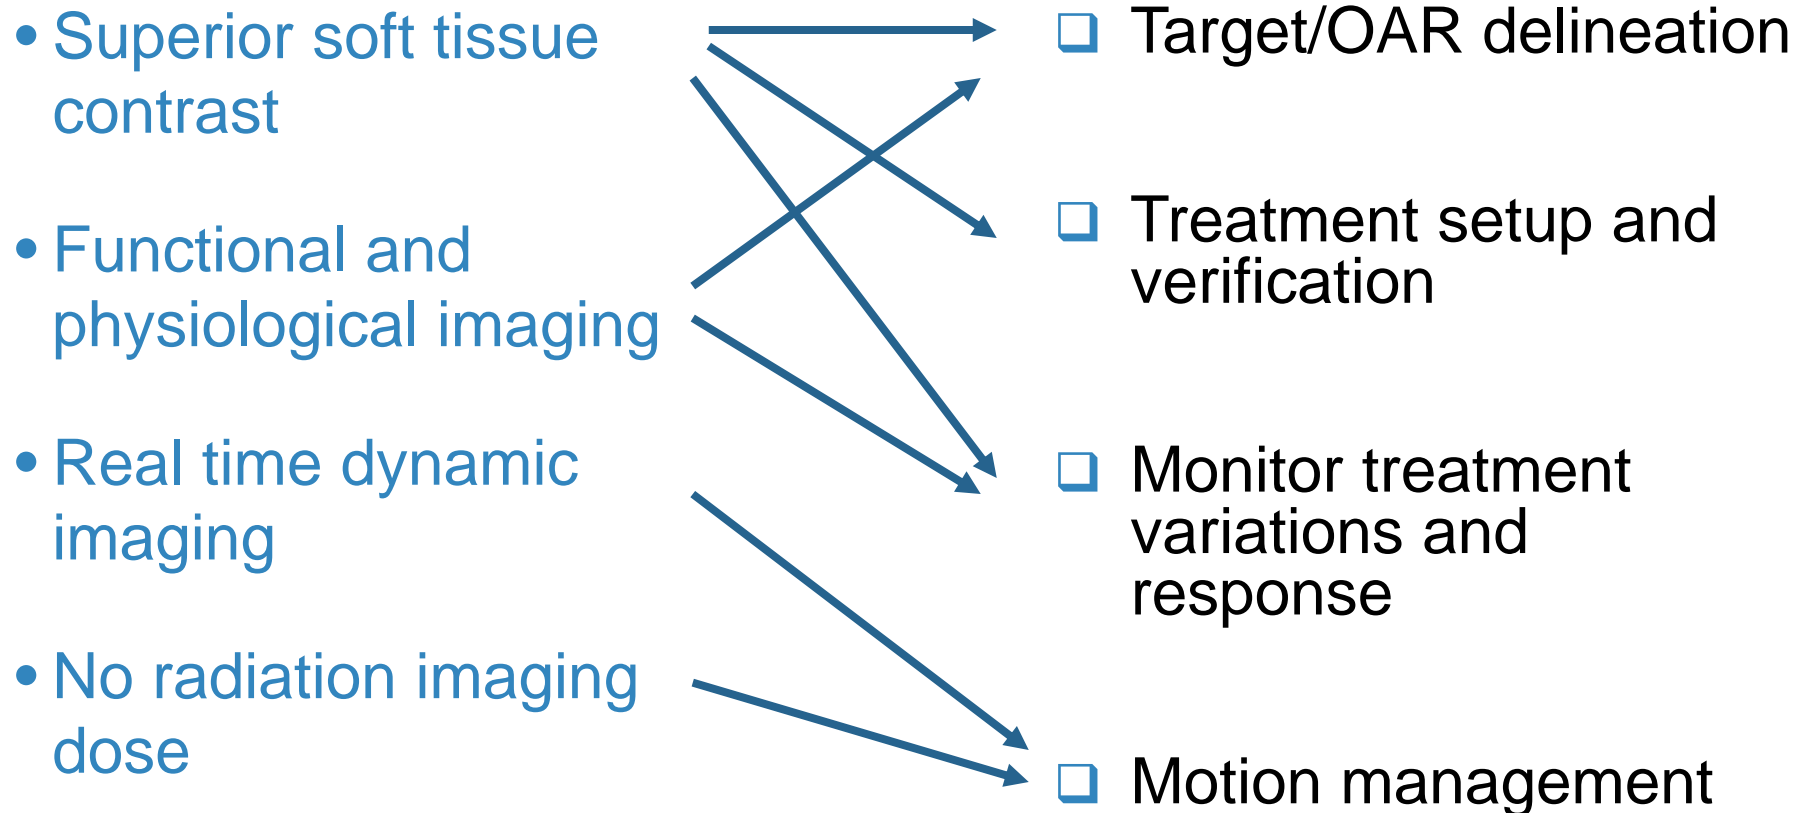 • Superior soft tissue
contrast
• Functional and
physiological imaging
• Real time dynamic
imaging
• No radiation imaging
dose
❑ Target/OAR delineation
❑ Treatment setup and
verification
❑ Monitor treatment
variations and
response
❑ Motion management